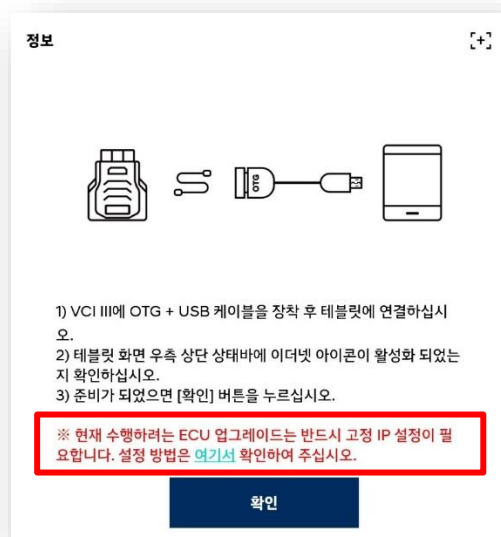 정보
[+]
OTG
1) VCI III에 OTG + USB 케이블을 장착 후 테블릿에 연결하십시
오.
2) 테블릿 화면 우측 상단 상태바에 이더넷 아이콘이 활성화 되었는
지 확인하십시오.
3) 준비가 되었으면 [확인] 버튼을 누르십시오.
※ 현재 수행하려는 ECU 업그레이드는 반드시 고정 IP 설정이 필
요합니다. 설정 방법은 여기서 확인하여 주십시오.
확인